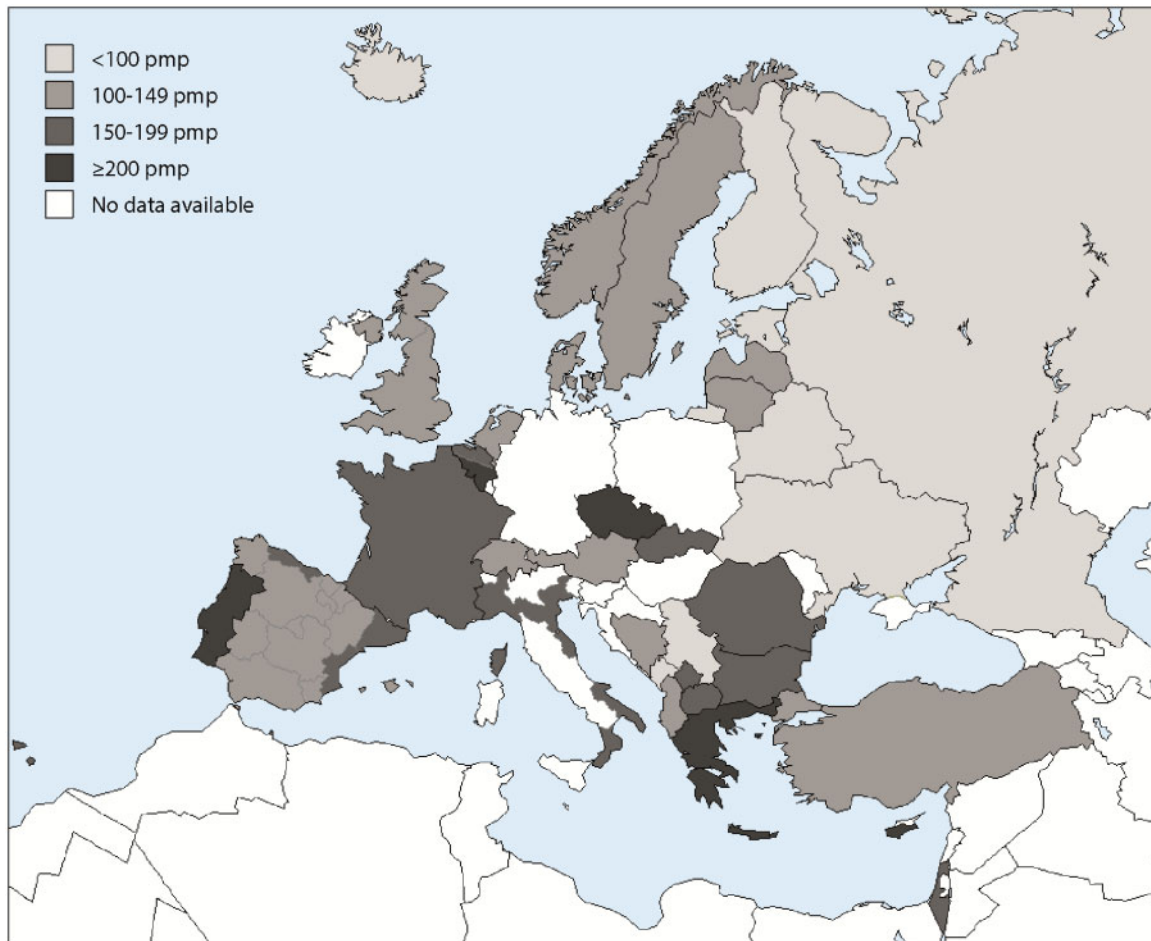 <100 pmp
100-149 pmp
150-199 pmp
≥200 pmp
No data available